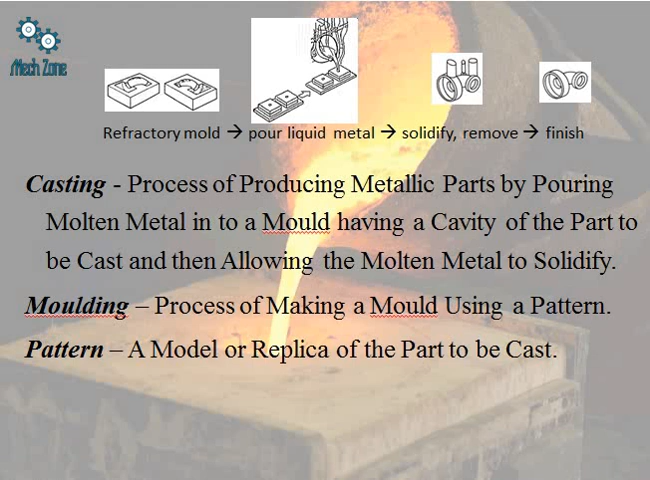 Mech Zone
Refractory mold → pour liquid metal → solidify, remove → finish
Casting - Process of Producing Metallic Parts by Pouring
Molten Metal in to a Mould having a Cavity of the Part to
be Cast and then Allowing the Molten Metal to Solidify.
Moulding – Process of Making a Mould Using a Pattern.
Pattern – A Model or Replica of the Part to be Cast.